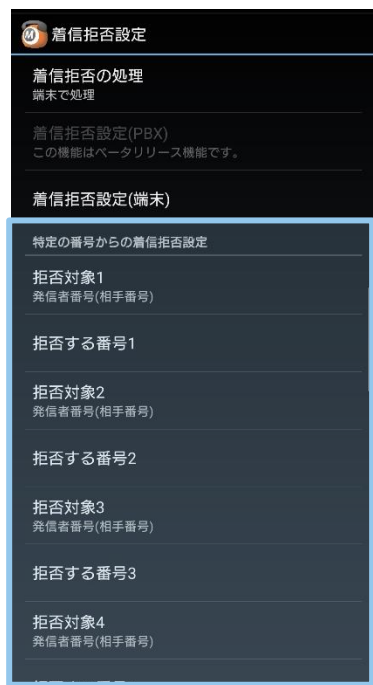 着信拒否設定
着信拒否の処理
端末で処理
着信拒否設定(PBX)
この機能はベータリリース機能です。
着信拒否設定(端末)
特定の番号からの着信拒否設定
拒否対象1
発信者番号(相手番号)
拒否する番号1
拒否対象2
発信者番号(相手番号)
拒否する番号2
拒否対象3
発信者番号(相手番号)
拒否する番号3
拒否対象4
発信者番号(相手番号)